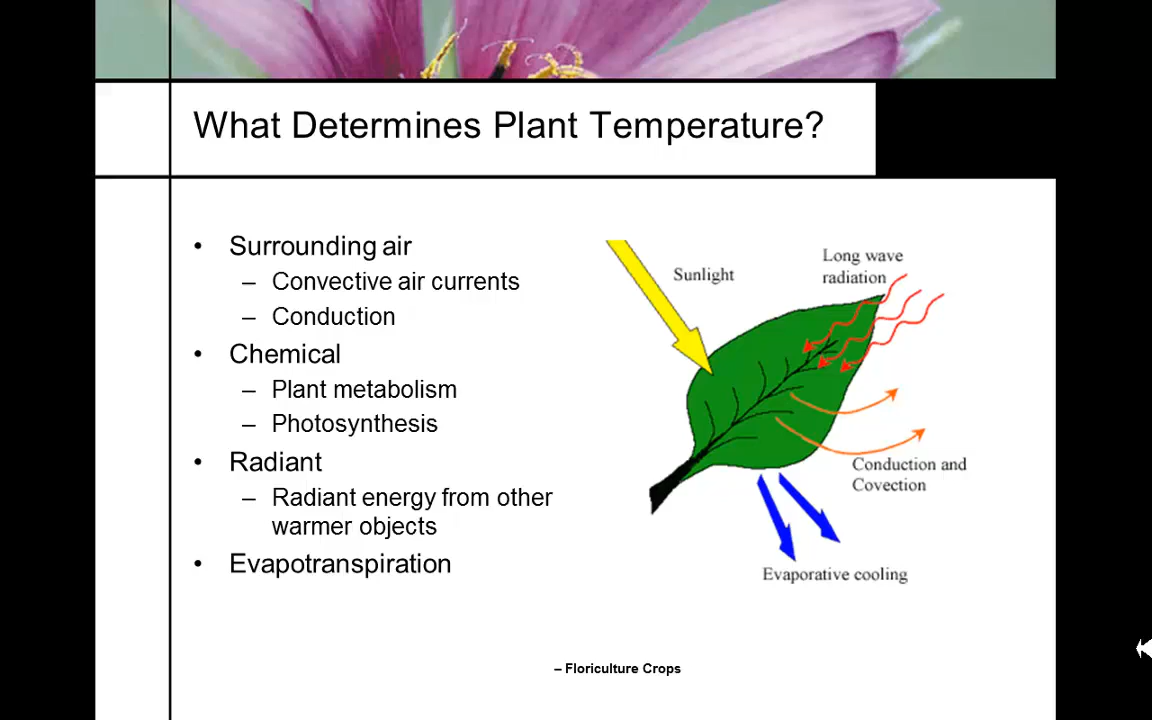 What Determines Plant Temperature?
• Surrounding air
– Convective air currents
– Conduction
• Chemical
– Plant metabolism
– Photosynthesis
• Radiant
– Radiant energy from other
warmer objects
• Evapotranspiration
Sunlight
Long wave
radiation
Conduction and
Covection
Evaporative cooling
– Floriculture Crops